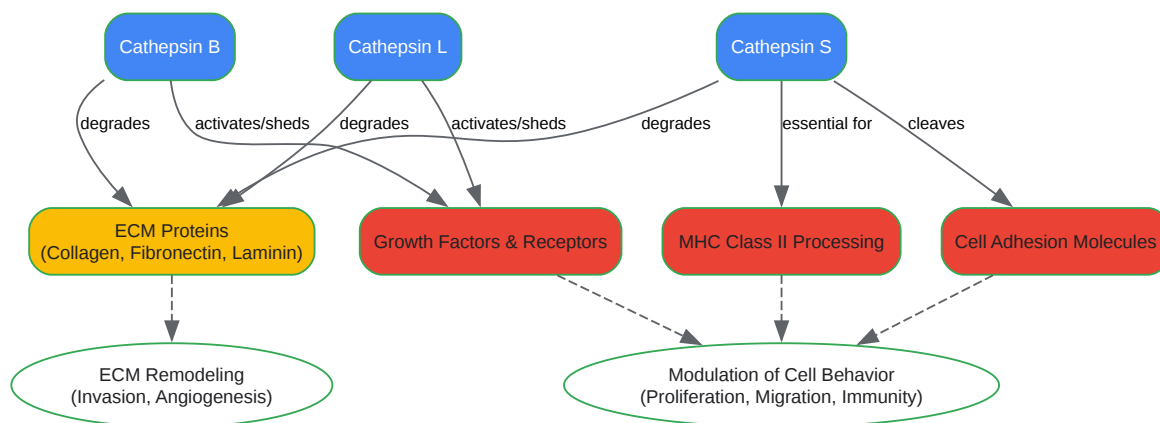 Cathepsin B
Cathepsin L
Cathepsin S
degrades
activates/sheds
degrades
activates/sheds
degrades
essential for
cleaves
ECM Proteins
(Collagen, Fibronectin, Laminin)
Growth Factors & Receptors
MHC Class II Processing
Cell Adhesion Molecules
ECM Remodeling
(Invasion, Angiogenesis)
Modulation of Cell Behavior
(Proliferation, Migration, Immunity)